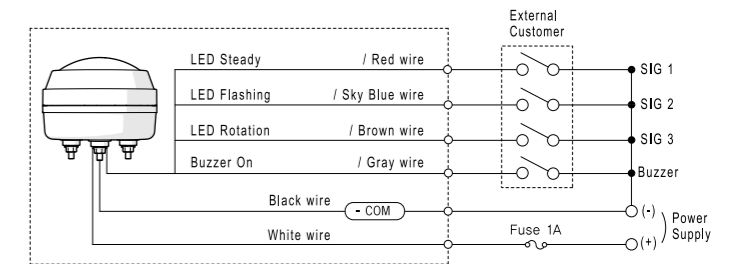 External
Customer
LED Steady / Red wire SIG 1
LED Flashing / Sky Blue wire SIG 2
LED Rotation / Brown wire SIG 3
Buzzer On / Gray wire Buzzer
Black wire - COM (-)
Power
Supply
White wire Fuse 1A (+)